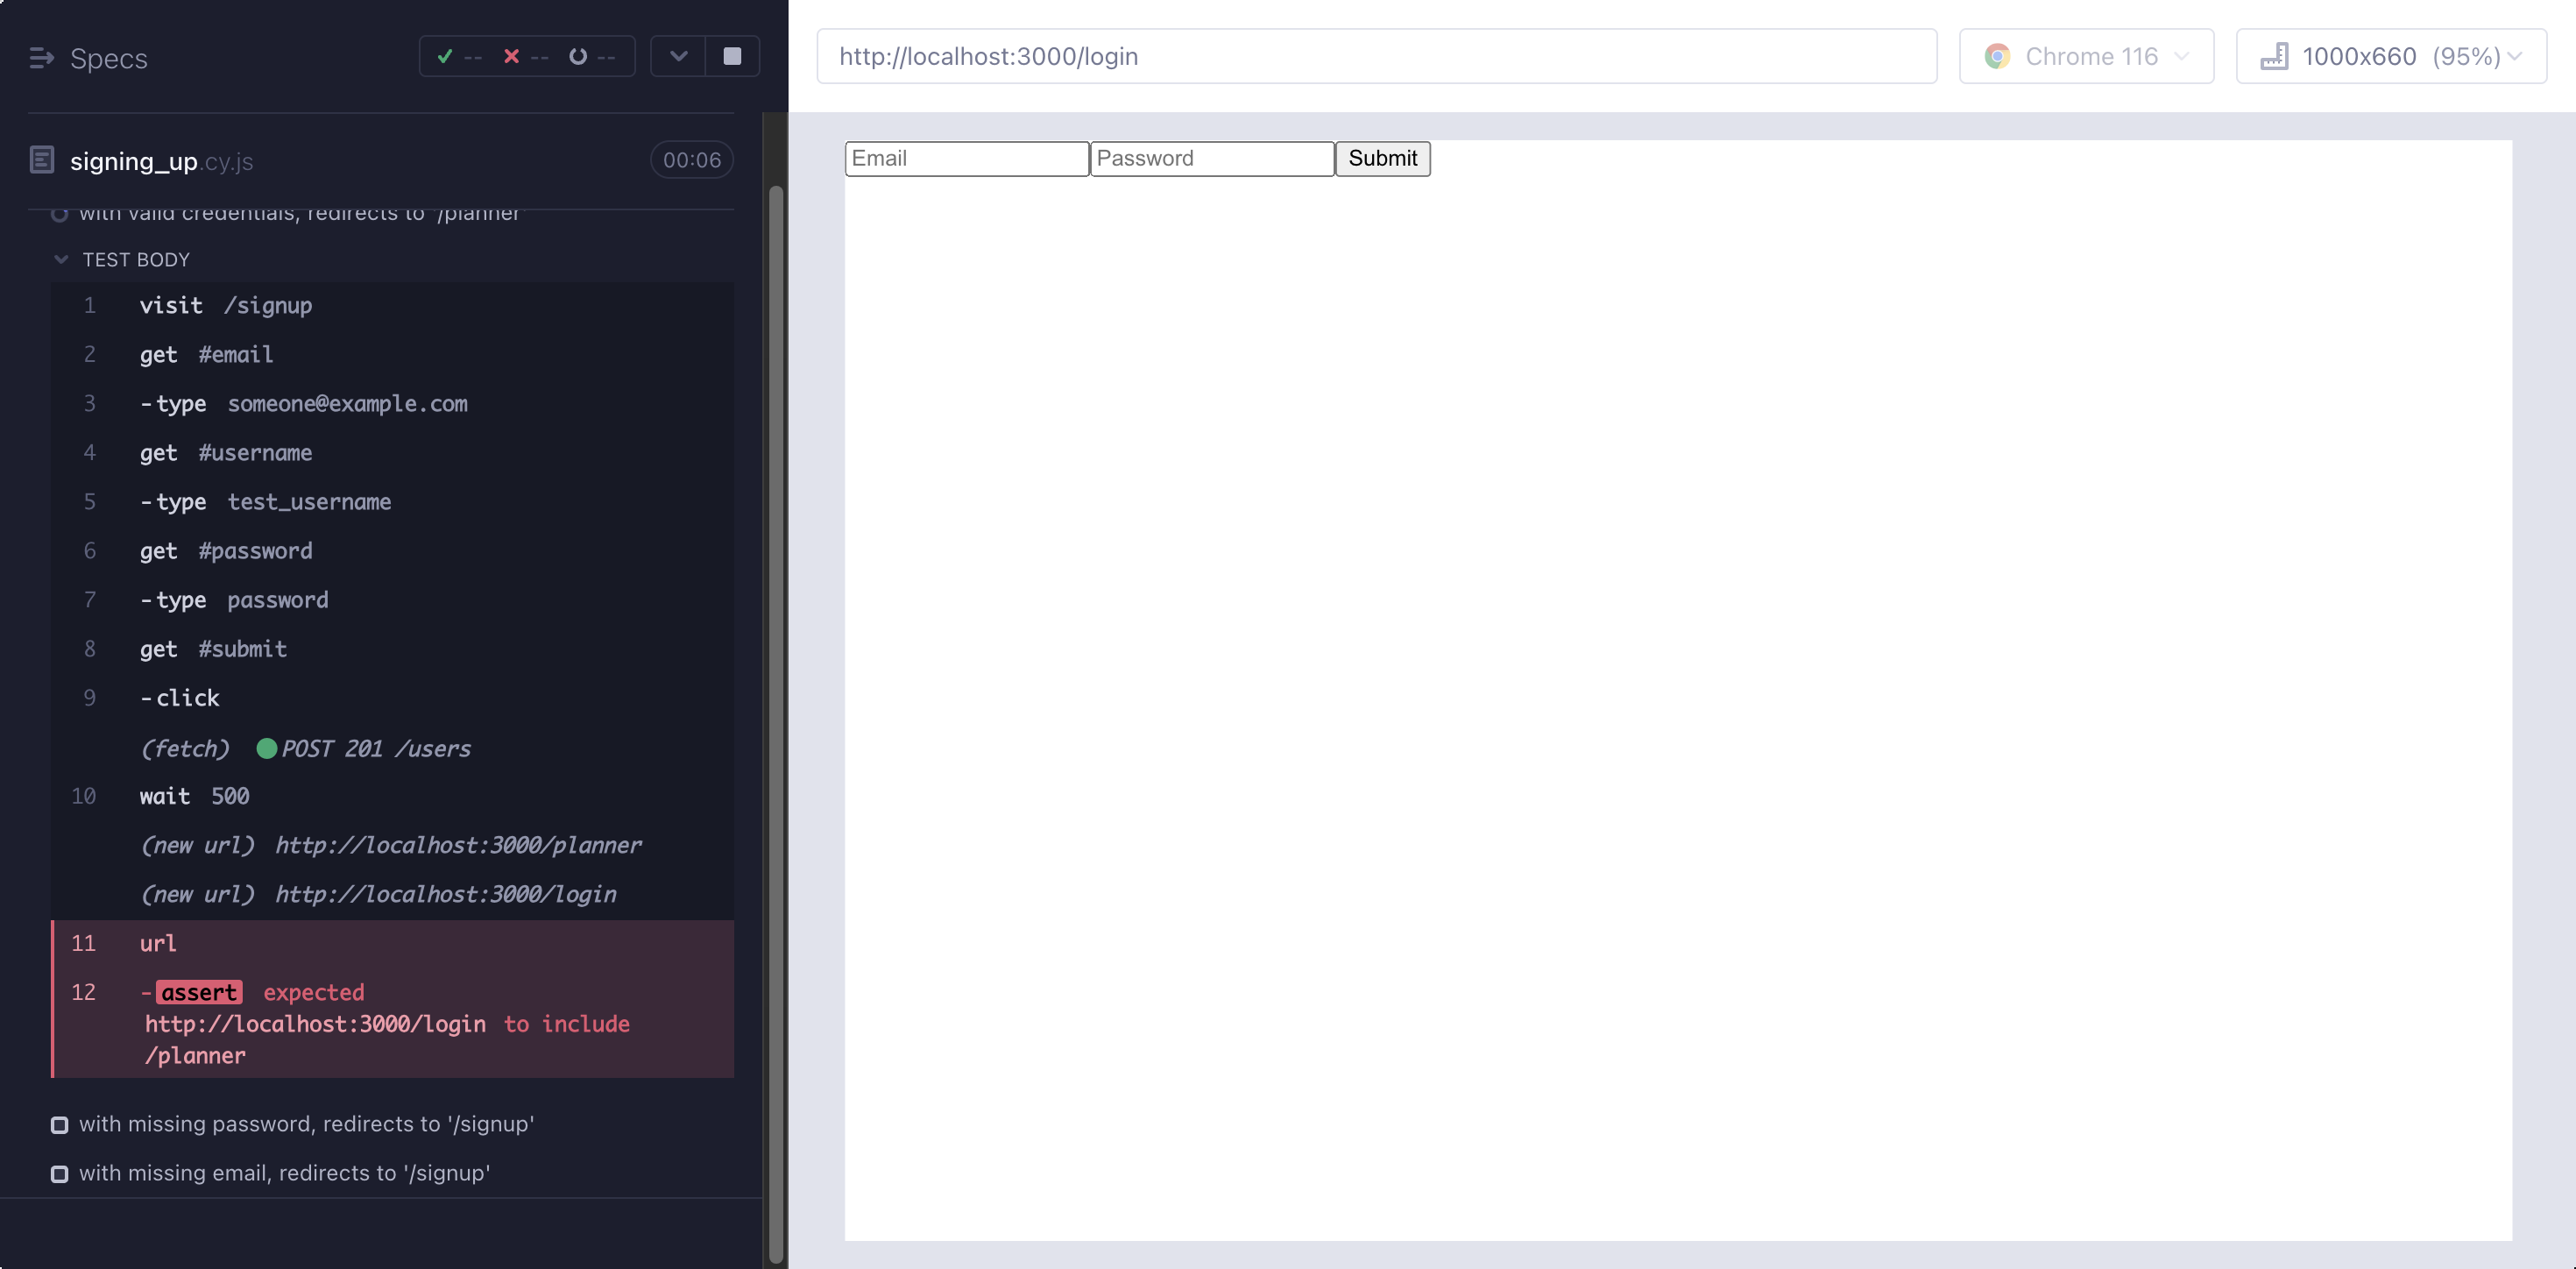 Specs
-- -- --
signing_up.cy.js
00:06
with valid credentials, redirects to '/planner'
TEST BODY
1 visit /signup
2 get #email
3 -type someone@example.com
4 get #username
5 -type test_username
6 get #password
7 -type password
8 get #submit
9 -click
(fetch) POST 201 /users
10 wait 500
(new url) http://localhost:3000/planner
(new url) http://localhost:3000/login
11 url
12 -assert expected
http://localhost:3000/login to include
/planner
with missing password, redirects to '/signup'
with missing email, redirects to '/signup'
http://localhost:3000/login
Chrome 116
1000x660 (95%)
Email
Password
Submit